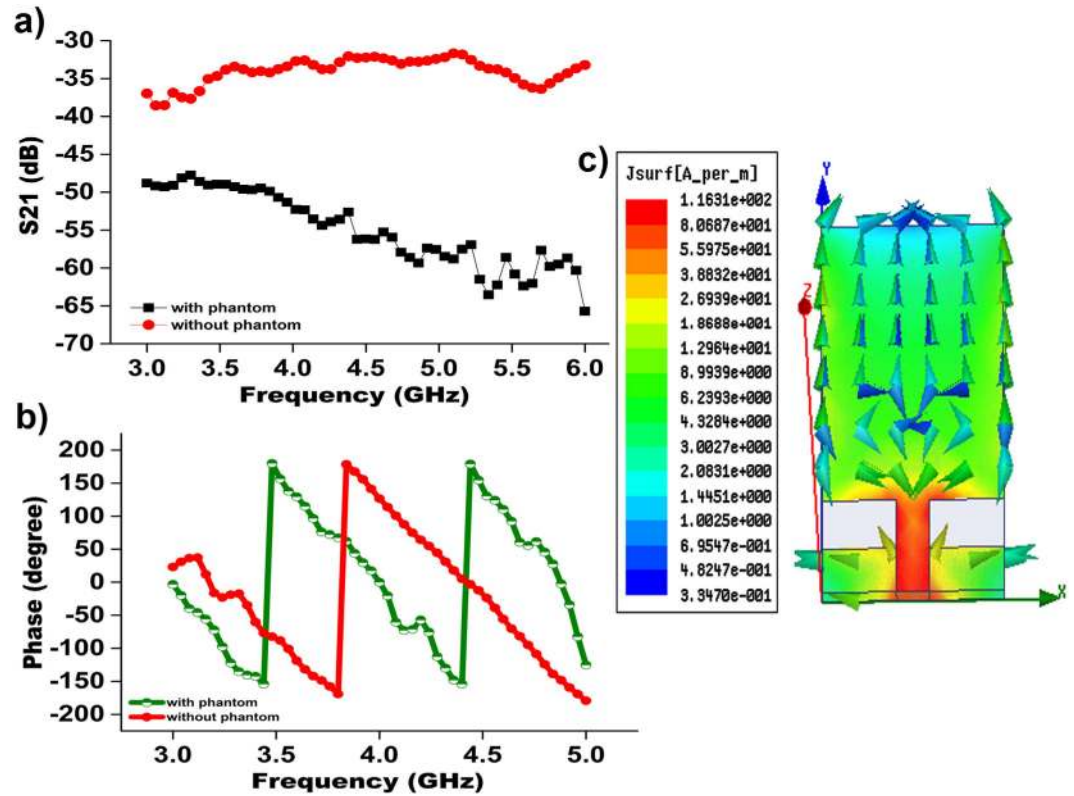 a)
-30
-35
-40
-45
-50
-55
-60
-65
-70
S21 (dB)
with phantom
without phantom
3.0 3.5 4.0 4.5 5.0 5.5 6.0
Frequency (GHz)
b)
200
150
100
50
0
-50
-100
-150
-200
Phase (degree)
with phantom
without phantom
3.0 3.5 4.0 4.5 5.0
Frequency (GHz)
c)
Jsurf[A_per_m]
1.1631e+002
8.0687e+001
5.5975e+001
3.8832e+001
2.6939e+001
1.8688e+001
1.2964e+001
8.9939e+000
6.2393e+000
4.3284e+000
3.0027e+000
2.0831e+000
1.4451e+000
1.0025e+000
6.9547e-001
4.8247e-001
3.3470e-001
Y
Z
X